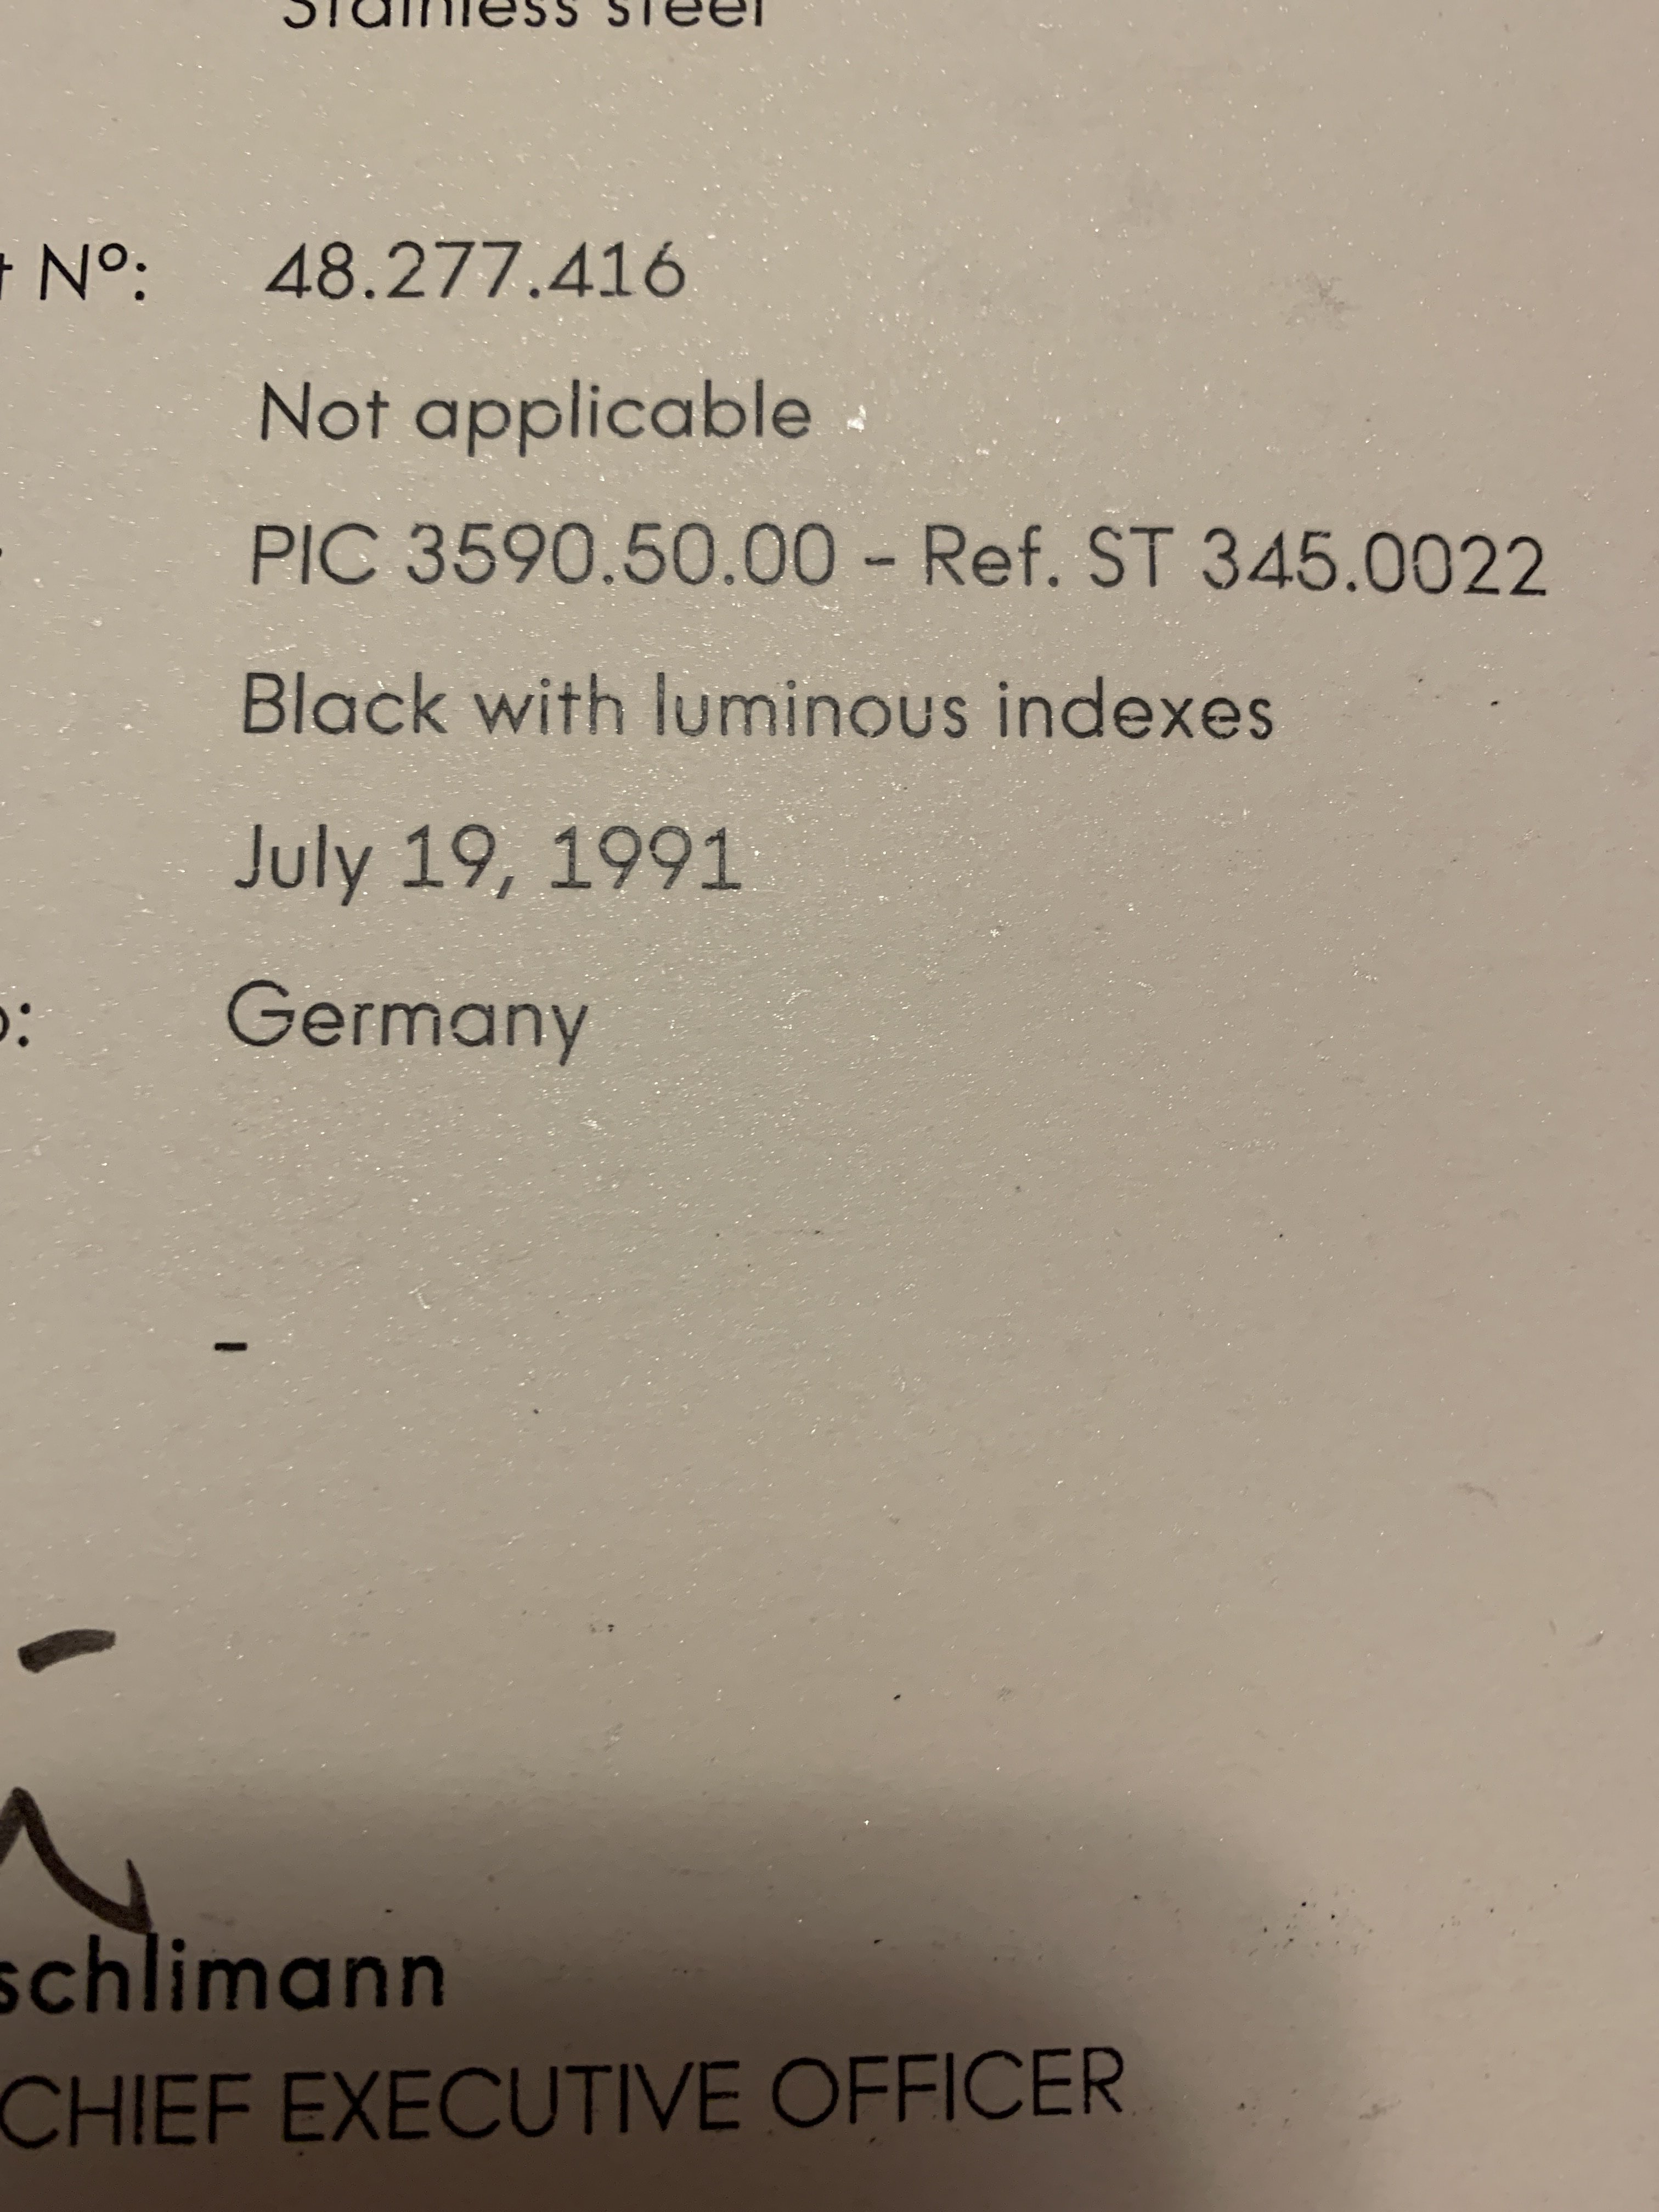 Stainless steel
Nº: 48.277.416
Not applicable
PIC 3590.50.00 - Ref. ST 345.0022
Black with luminous indexes
July 19, 1991
: Germany
-
schlimann
CHIEF EXECUTIVE OFFICER